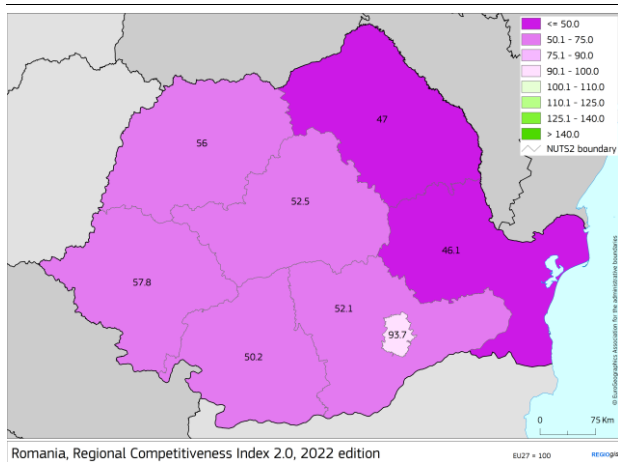 <= 50.0
50.1 - 75.0
75.1 - 90.0
90.1 - 100.0
100.1 - 110.0
110.1 - 125.0
125.1 - 140.0
> 140.0
NUTS2 boundary
47
56
52.5
46.1
57.8
52.1
93.7
50.2
© EuroGeographics Association for the administrative boundaries
0 75 Km
Romania, Regional Competitiveness Index 2.0, 2022 edition
EU27 = 100